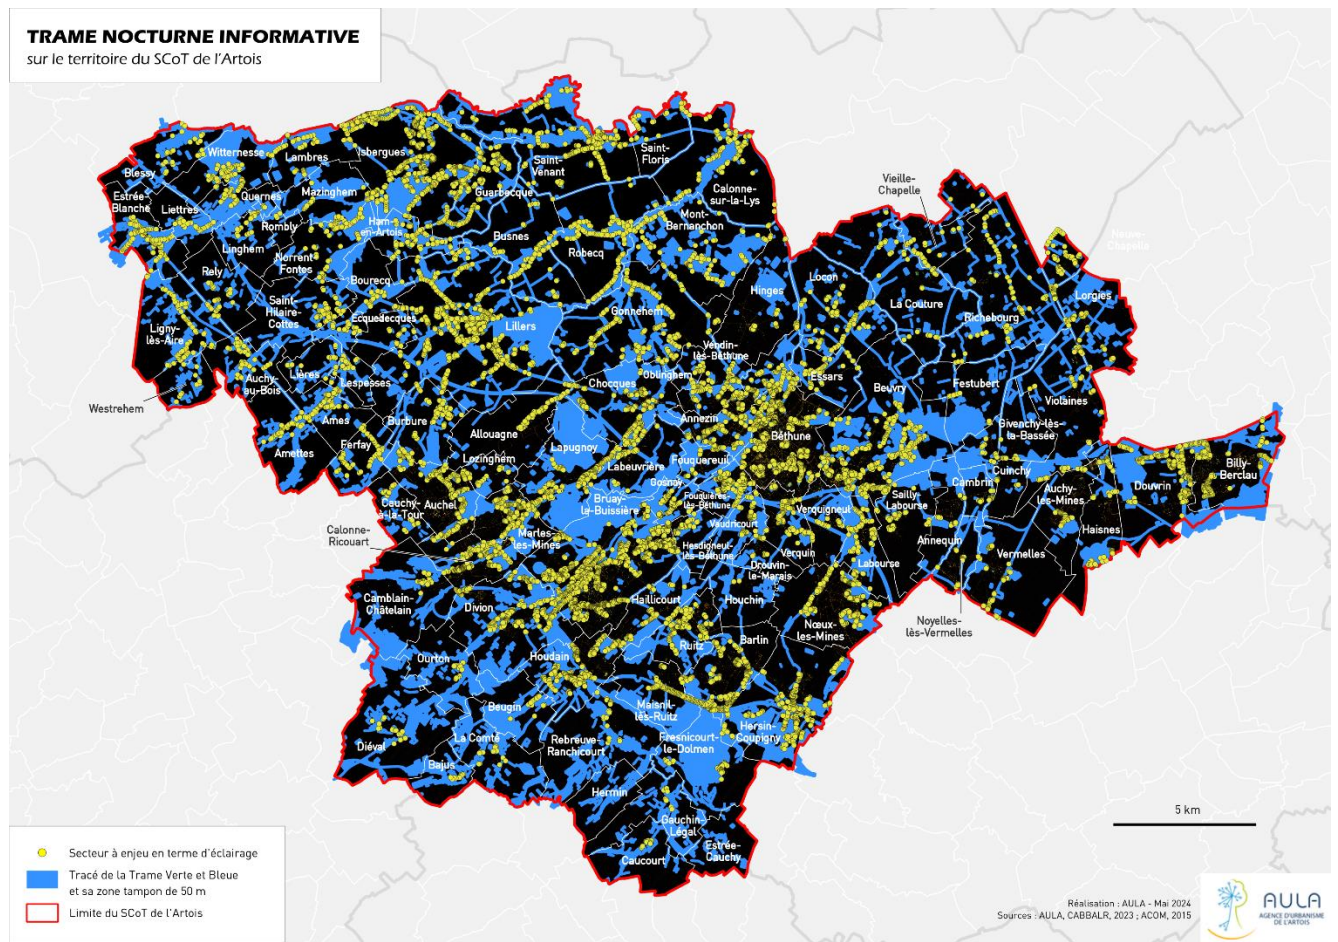 TRAME NOCTURNE INFORMATIVE
sur le territoire du SCoT de l'Artois
Witternesse
Lambres
Isbergues
Saint-
Venant
Saint-
Floris
Blessy
Estrée-
Blanche
Liettres
Quernes
Mazinghem
Guarbecque
Calonne-
sur-la-Lys
Vieille-
Chapelle
Rombly
Ham-
en-Artois
Mont-
Bernanchon
Neuve-
Chapelle
Linghem
Norrent-
Fontes
Busnes
Robecq
Rely
Bourecq
Hinges
Locon
Lorgies
Saint-
Hilaire-
Cottes
Ecquedecques
Lillers
Gonnehem
La Couture
Richebourg
Ligny-
lès-Aire
Vendin-
lès-Béthune
Westrehem
Auchy-
au-Bois
Lières
Lespesses
Chocques
Oblinghem
Essars
Beuvry
Festubert
Violaines
Ames
Burbure
Annezin
Béthune
Givenchy-lès-
la-Bassée
Amettes
Ferfay
Allouagne
Lozinghem
Lapugnoy
Labeuvrière
Fouquereuil
Gosnay
Cuinchy
Cambrin
Billy-
Berclau
Douvrin
Cauchy-
à-la-Tour
Auchel
Bruay-
la-Buissière
Fouquières-
lès-Béthune
Vaudricourt
Verquigneul
Sailly-
Labourse
Auchy-
les-Mines
Haisnes
Calonne-
Ricouart
Marles-
les-Mines
Hesdigneul-
lès-Béthune
Verquin
Drouvin-
le-Marais
Labourse
Annequin
Vermelles
Camblain-
Châtelain
Divion
Haillicourt
Houchin
Nœux-
les-Mines
Noyelles-
lès-Vermelles
Ourton
Houdain
Ruitz
Barlin
Beugin
Maisnil-
lès-Ruitz
Hersin-
Coupigny
Diéval
La Comté
Rebreuve-
Ranchicourt
Fresnicourt-
le-Dolmen
Bajus
Hermin
Gauchin-
Légal
Estrée-
Cauchy
Caucourt
5 km
Secteur à enjeu en terme d'éclairage
Tracé de la Trame Verte et Bleue
et sa zone tampon de 50 m
Limite du SCoT de l'Artois
Réalisation : AULA - Mai 2024
Sources : AULA, CABBALR, 2023 ; ACOM, 2015
AULA
AGENCE D'URBANISME
DE L'ARTOIS